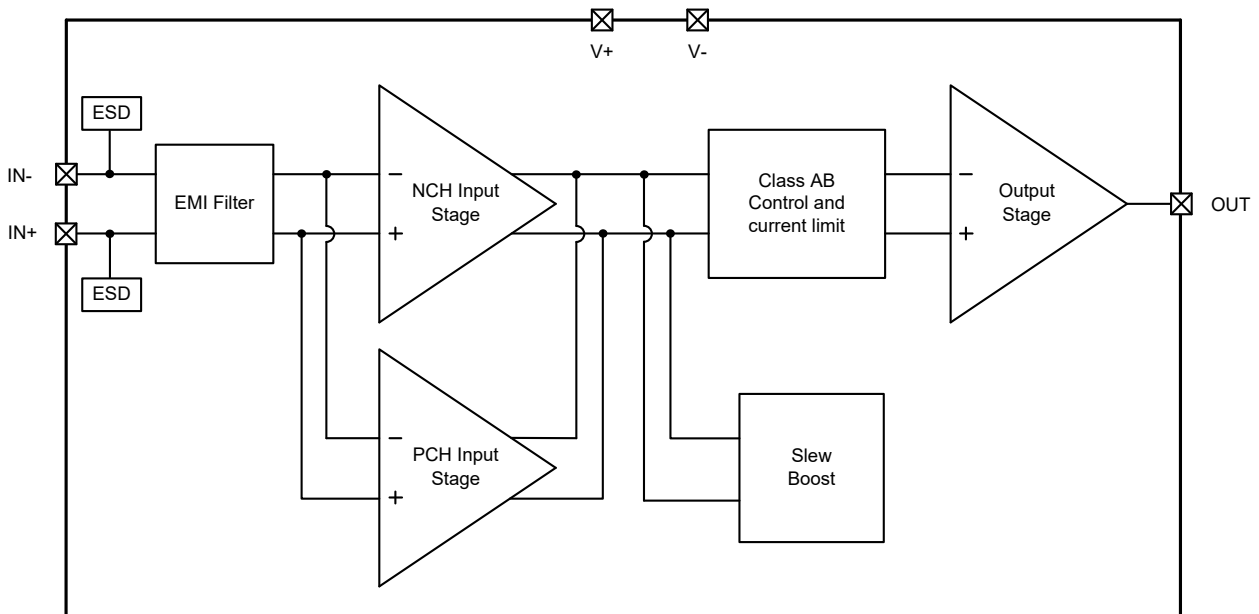 V+
V-
ESD
IN-
IN+
ESD
EMI Filter
−
NCH Input
Stage
+
Class AB
Control and
current limit
−
Output
Stage
+
OUT
−
PCH Input
Stage
+
Slew
Boost